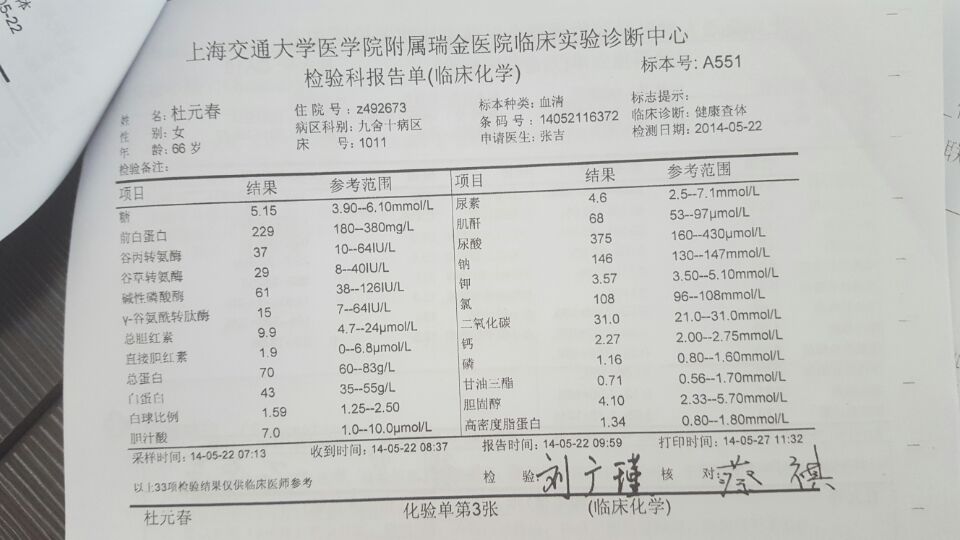 05-22
上海交通大学医学院附属瑞金医院临床实验诊断中心
检验科报告单(临床化学) 标本号: A551
姓 名: 杜元春 住院号: z492673 标本种类: 血清 标志提示:
性 别: 女 病区科别: 九舍十病区 条码号: 14052116372 临床诊断: 健康查体
年 龄: 66 岁 床 号: 1011 申请医生: 张吉 检测日期: 2014-05-22
检验备注:
项目 结果 参考范围 项目 结果 参考范围
糖 5.15 3.90--6.10mmol/L 尿素 4.6 2.5--7.1mmol/L
前白蛋白 229 180--380mg/L 肌酐 68 53--97μmol/L
谷丙转氨酶 37 10--64IU/L 尿酸 375 160--430μmol/L
谷草转氨酶 29 8--40IU/L 钠 146 130--147mmol/L
碱性磷酸酶 61 38--126IU/L 钾 3.57 3.50--5.10mmol/L
γ-谷氨酰转肽酶 15 7--64IU/L 氯 108 96--108mmol/L
总胆红素 9.9 4.7--24μmol/L 二氧化碳 31.0 21.0--31.0mmol/L
直接胆红素 1.9 0--6.8μmol/L 钙 2.27 2.00--2.75mmol/L
总蛋白 70 60--83g/L 磷 1.16 0.80--1.60mmol/L
白蛋白 43 35--55g/L 甘油三酯 0.71 0.56--1.70mmol/L
白球比例 1.59 1.25--2.50 胆固醇 4.10 2.33--5.70mmol/L
胆汁酸 7.0 1.0--10.0μmol/L 高密度脂蛋白 1.34 0.80--1.80mmol/L
采样时间: 14-05-22 07:13 收到时间: 14-05-22 08:37 报告时间: 14-05-22 09:59 打印时间: 14-05-27 11:32
以上33项检验结果仅供临床医师参考 检 验: 刘广瑾 核 对: 蔡祺
杜元春 化验单第3张 (临床化学)